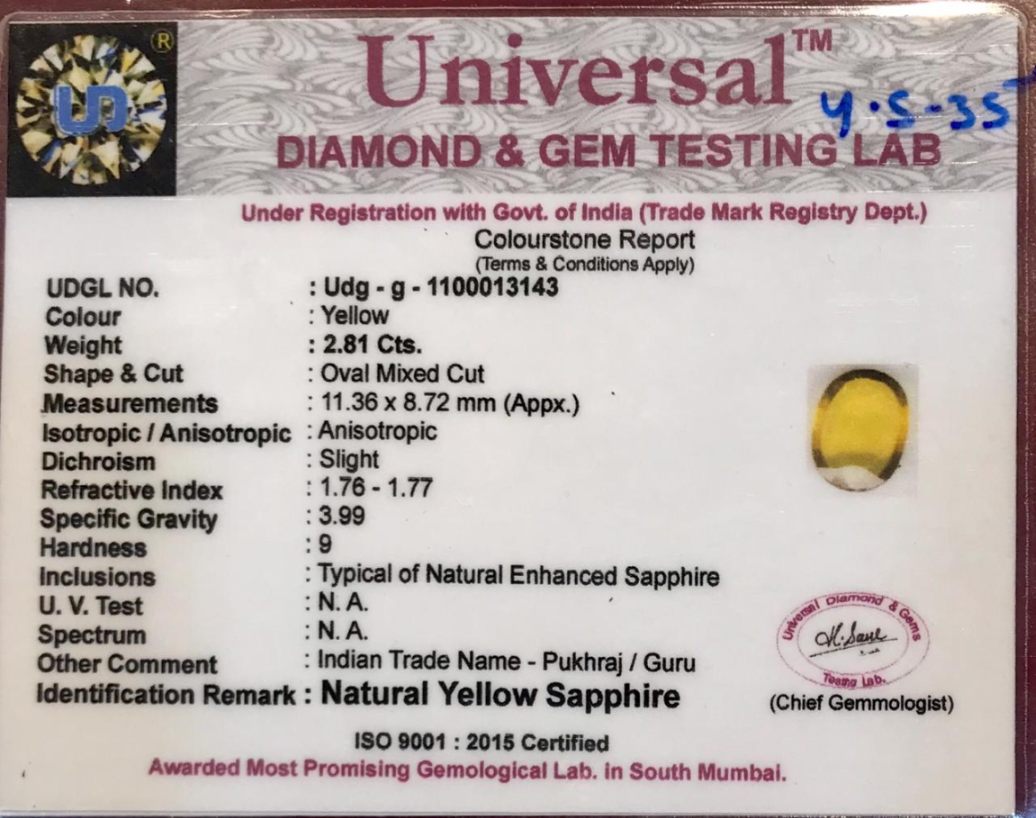 ®
UD
Universal™
Y.S-35
DIAMOND & GEM TESTING LAB
Under Registration with Govt. of India (Trade Mark Registry Dept.)
Colourstone Report
(Terms & Conditions Apply)
UDGL NO. : Udg - g - 1100013143
Colour : Yellow
Weight : 2.81 Cts.
Shape & Cut : Oval Mixed Cut
Measurements : 11.36 x 8.72 mm (Appx.)
Isotropic / Anisotropic : Anisotropic
Dichroism : Slight
Refractive Index : 1.76 - 1.77
Specific Gravity : 3.99
Hardness : 9
Inclusions : Typical of Natural Enhanced Sapphire
U. V. Test : N. A.
Spectrum : N. A.
Other Comment : Indian Trade Name - Pukhraj / Guru
Identification Remark : Natural Yellow Sapphire
Universal Diamond & Gems
Testing Lab.
(Chief Gemmologist)
ISO 9001 : 2015 Certified
Awarded Most Promising Gemological Lab. in South Mumbai.